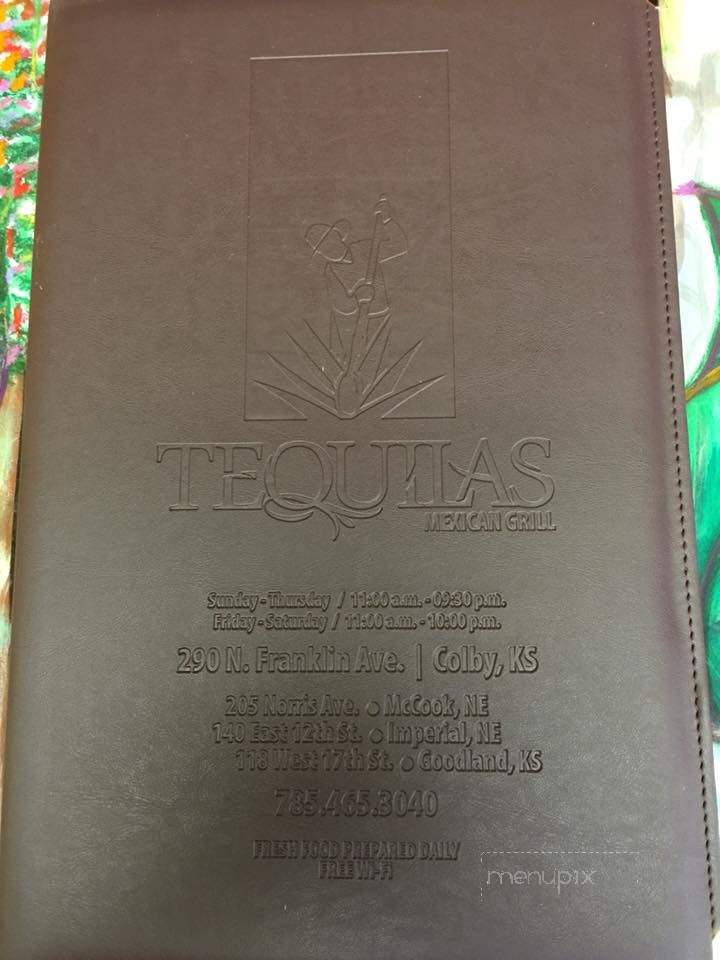 TEQUILAS
MEXICAN GRILL
Sunday - Thursday / 11:00 a.m. - 09:30 p.m.
Friday - Saturday / 11:00 a.m. - 10:00 p.m.
290 N. Franklin Ave. | Colby, KS
205 Norris Ave. ● McCook, NE
140 East 12th St. ● Imperial, NE
118 West 17th St. ● Goodland, KS
785.465.3040
FRESH FOOD PREPARED DAILY
FREE WI-FI
menupix